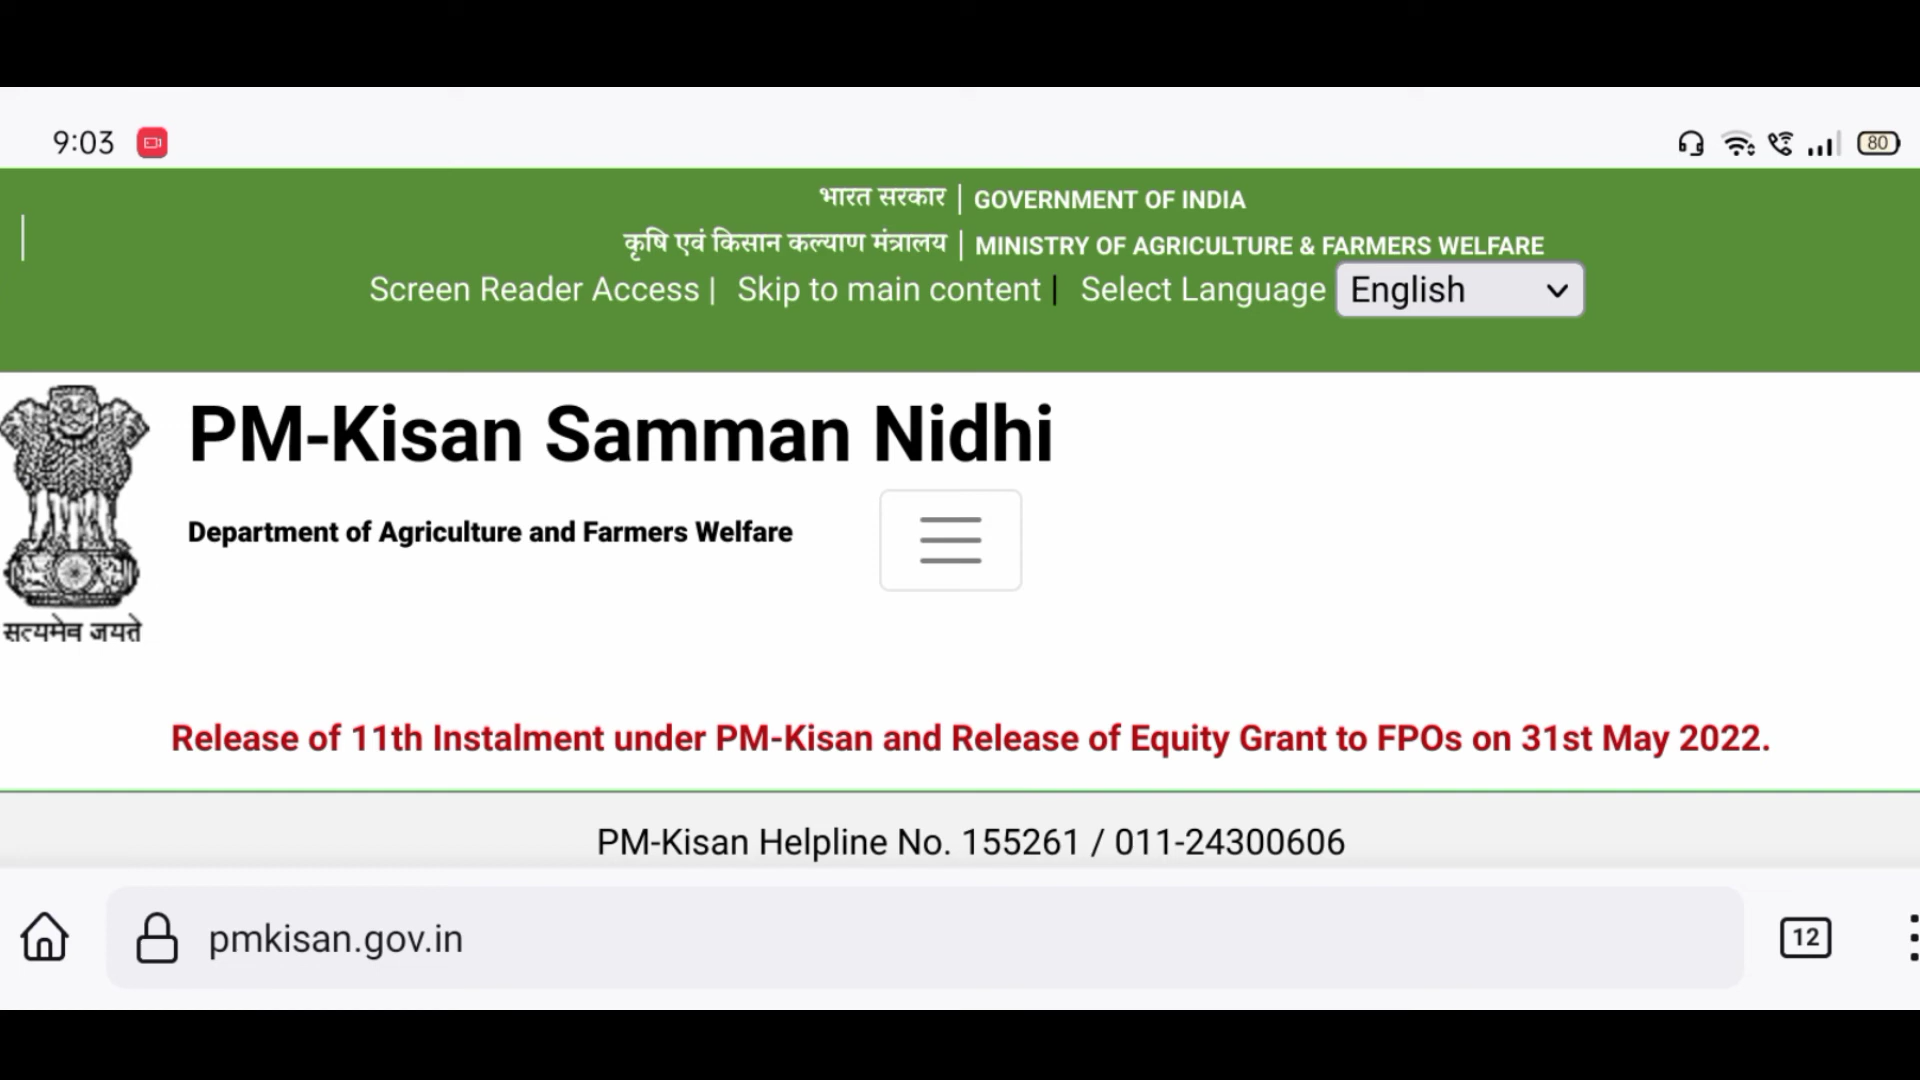 9:03
80
भारत सरकार | GOVERNMENT OF INDIA
कृषि एवं किसान कल्याण मंत्रालय | MINISTRY OF AGRICULTURE & FARMERS WELFARE
Screen Reader Access | Skip to main content | Select Language English
PM-Kisan Samman Nidhi
Department of Agriculture and Farmers Welfare
सत्यमेव जयते
Release of 11th Instalment under PM-Kisan and Release of Equity Grant to FPOs on 31st May 2022.
PM-Kisan Helpline No. 155261 / 011-24300606
pmkisan.gov.in
12